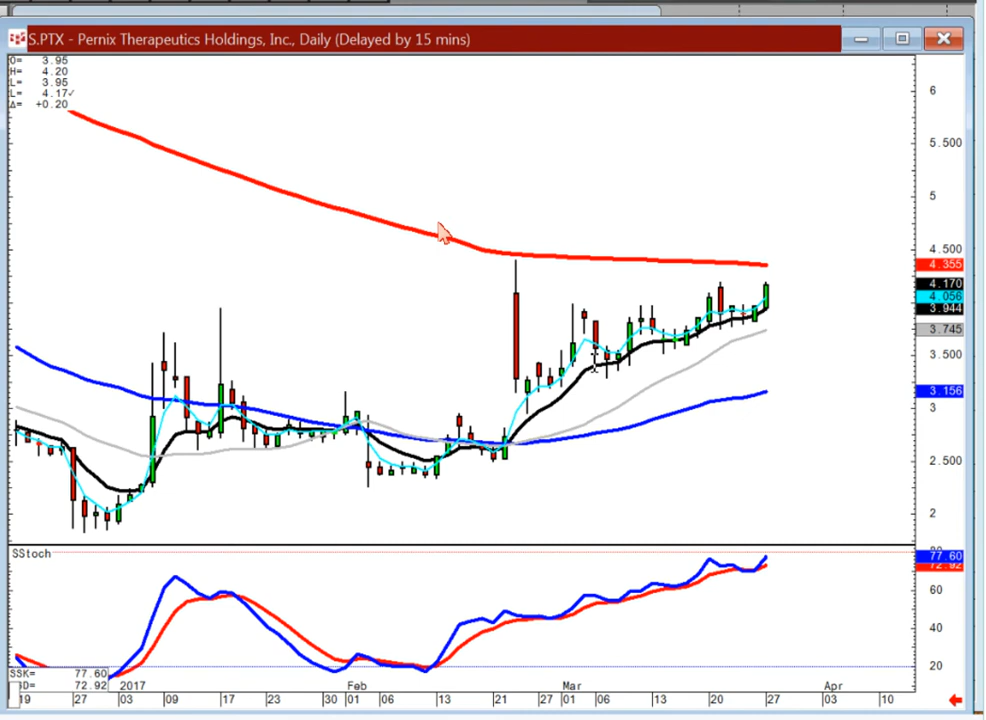 S.PTX - Pernix Therapeutics Holdings, Inc., Daily (Delayed by 15 mins)
O= 3.95
H= 4.20
L= 3.95
L= 4.17✓
Δ= +0.20
6
5.500
5
4.500
4.355
4.170
4.056
3.944
3.745
3.500
3.156
3
2.500
2
SStoch
77.60
72.92
60
40
20
SSK= 77.60
D= 72.92
2017 Feb Mar Apr
19 27 03 09 17 23 30 01 06 13 21 27 01 06 13 20 27 03 10